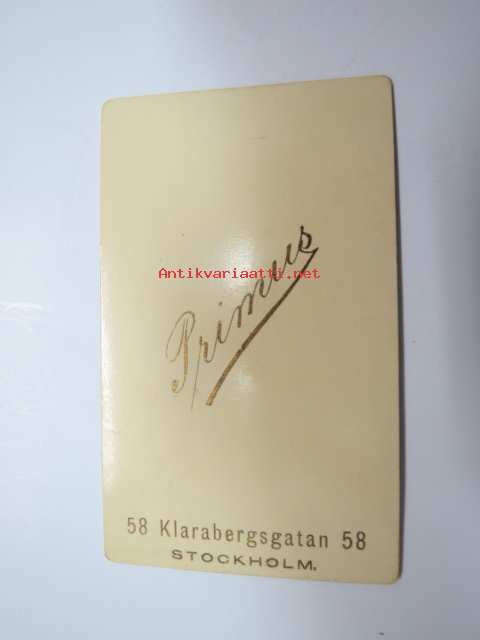 Antikvariaatti.net
Primus
58 Klarabergsgatan 58
STOCKHOLM.